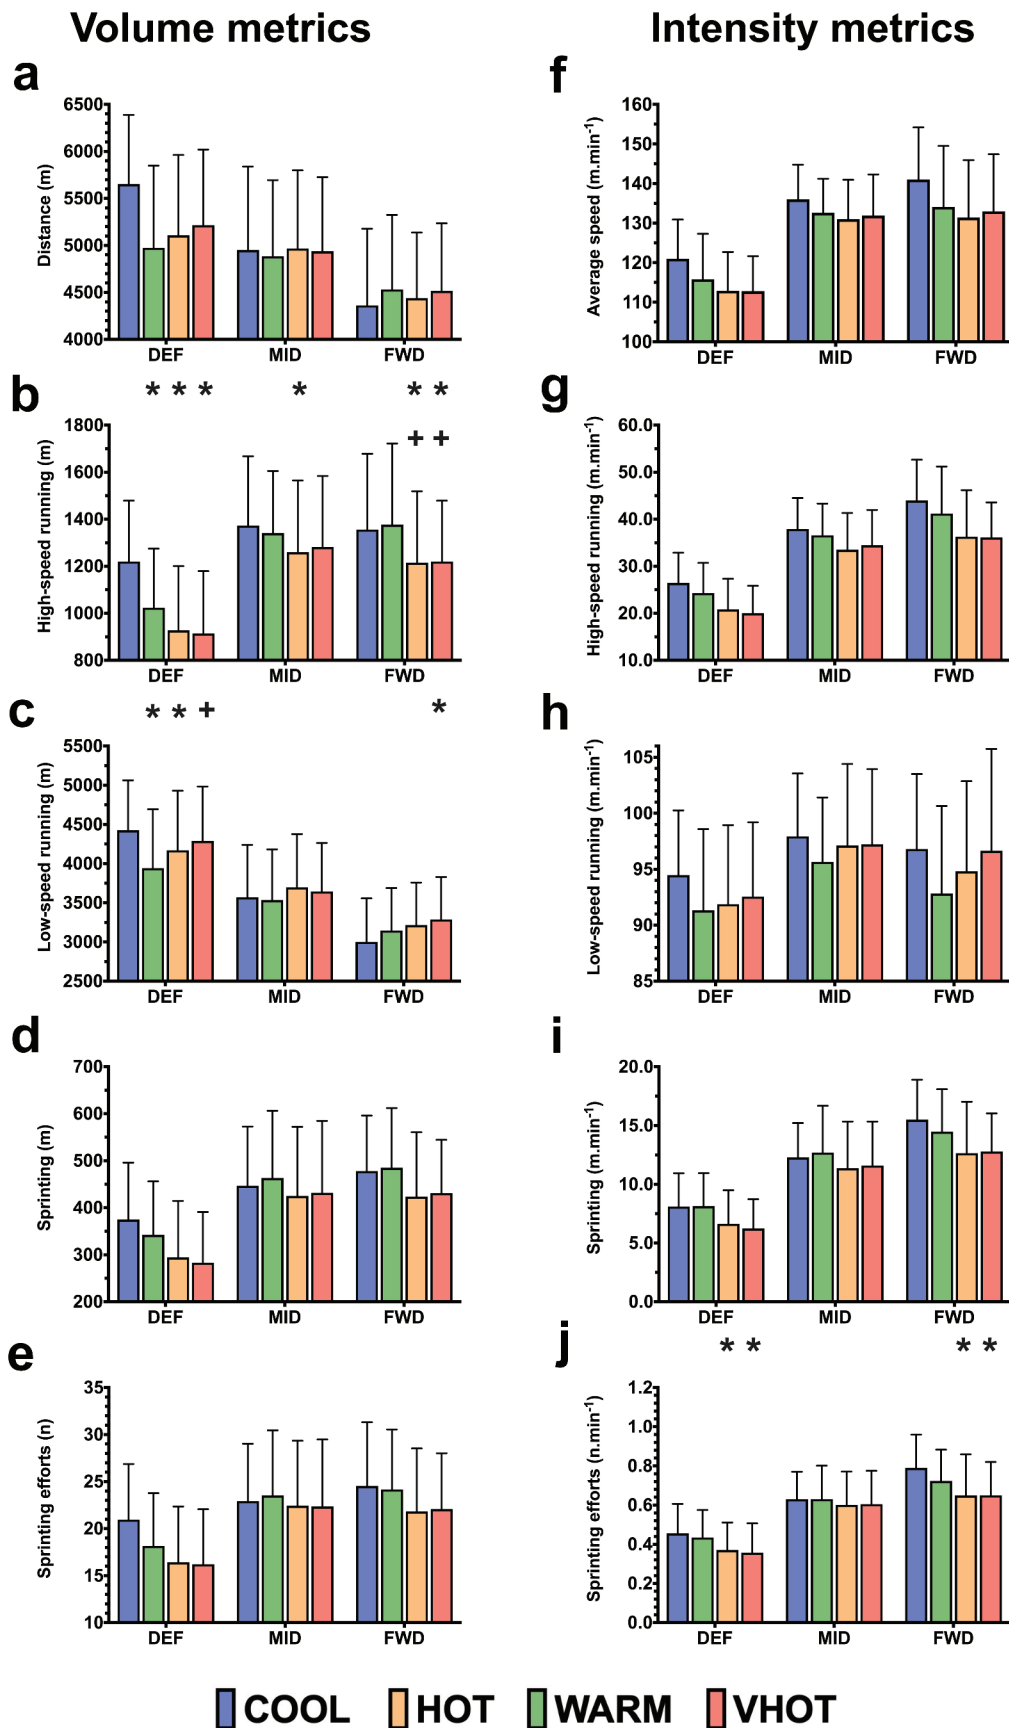 Volume metrics
Intensity metrics
a
6500
6000
5500
5000
4500
4000
Distance (m)
DEF MID FWD
f
160
150
140
130
120
110
100
Average speed (m.min-1)
DEF MID FWD
b
* * * * * *
+ +
1800
1600
1400
1200
1000
800
High-speed running (m)
DEF MID FWD
g
60.0
50.0
40.0
30.0
20.0
10.0
High-speed running (m.min-1)
DEF MID FWD
c
* * + *
5500
5000
4500
4000
3500
3000
2500
Low-speed running (m)
DEF MID FWD
h
105
100
95
90
85
Low-speed running (m.min-1)
DEF MID FWD
d
700
600
500
400
300
200
Sprinting (m)
DEF MID FWD
i
20.0
15.0
10.0
5.0
0.0
Sprinting (m.min-1)
DEF MID FWD
e
35
30
25
20
15
10
Sprinting efforts (n)
DEF MID FWD
j
* * * *
1.2
1.0
0.8
0.6
0.4
0.2
0.0
Sprinting efforts (n.min-1)
DEF MID FWD
COOL HOT WARM VHOT